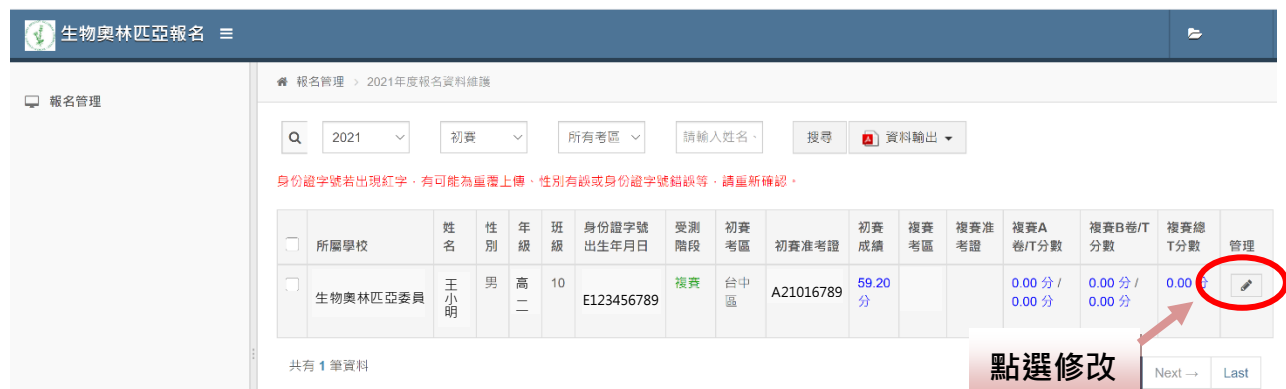 生物奧林匹亞報名
報名管理
報名管理 > 2021年度報名資料維護
2021 初賽 所有考區 請輸入姓名, 搜尋 資料輸出
身份證字號若出現紅字，有可能為重覆上傳、性別有誤或身份證字號錯誤等，請重新確認。
所屬學校 姓名 性別 年級 班級 身份證字號 出生年月日 受測階段 初賽考區 初賽准考證 初賽成績 複賽考區 複賽准考證 複賽A卷/T分數 複賽B卷/T分數 複賽總T分數 管理
生物奧林匹亞委員 王小明 男 高二 10 E123456789 複賽 台中區 A21016789 59.20分 0.00 分 / 0.00 分 0.00 分 / 0.00 分 0.00 分
共有 1 筆資料
點選修改
Next → Last